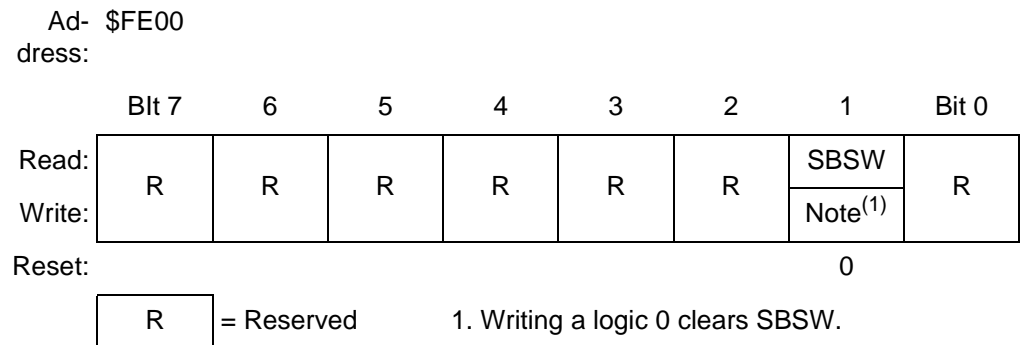 Ad- $FE00
dress:
BIt 7 6 5 4 3 2 1 Bit 0
Read: R R R R R R SBSW R
Write: Note(1)
Reset: 0
R = Reserved 1. Writing a logic 0 clears SBSW.